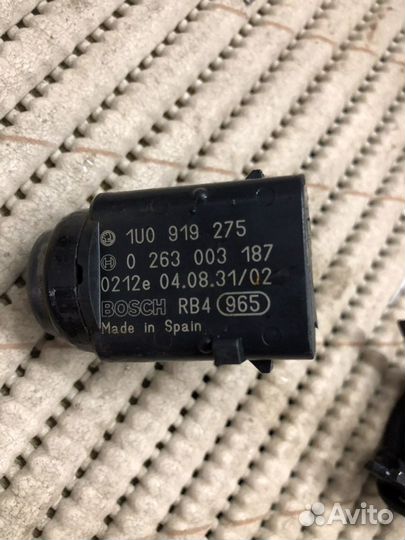 1U0 919 275
0 263 003 187
0212e 04.08.31/02
BOSCH RB4 965
Made in Spain
Avito